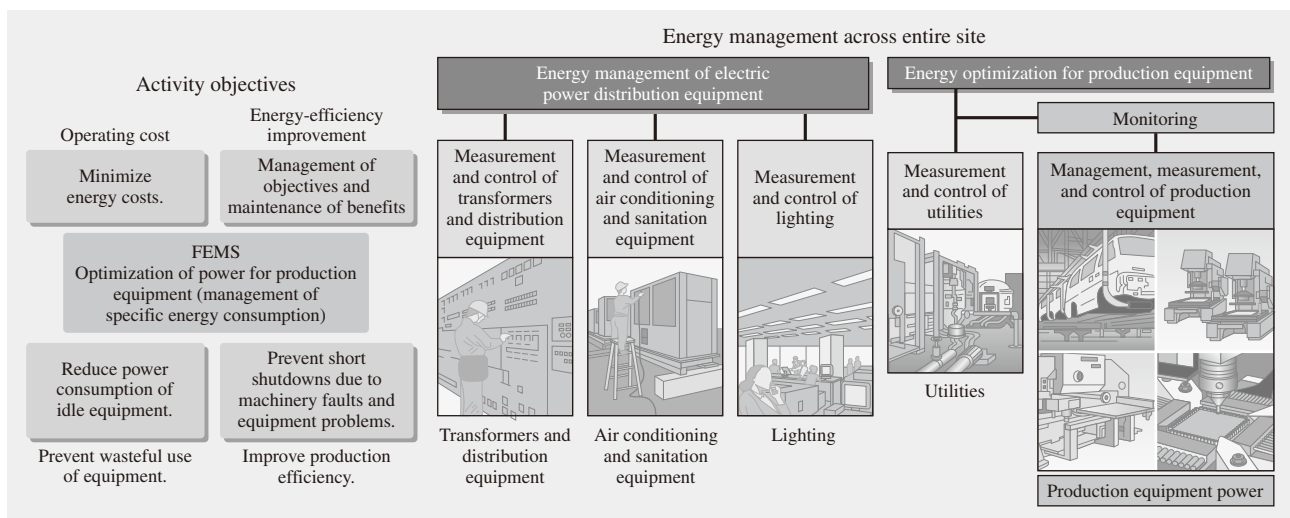 Energy management across entire site
Activity objectives
Operating cost
Energy-efficiency
improvement
Minimize
energy costs.
Management of
objectives and
maintenance of benefits
FEMS
Optimization of power for production
equipment (management of
specific energy consumption)
Reduce power
consumption of
idle equipment.
Prevent short
shutdowns due to
machinery faults and
equipment problems.
Prevent wasteful use
of equipment.
Improve production
efficiency.
Energy management of electric
power distribution equipment
Measurement
and control of
transformers
and distribution
equipment
Transformers and
distribution
equipment
Measurement
and control of
air conditioning
and sanitation
equipment
Air conditioning
and sanitation
equipment
Measurement
and control of
lighting
Lighting
Energy optimization for production equipment
Measurement
and control of
utilities
Utilities
Monitoring
Management, measurement,
and control of production
equipment
Production equipment power